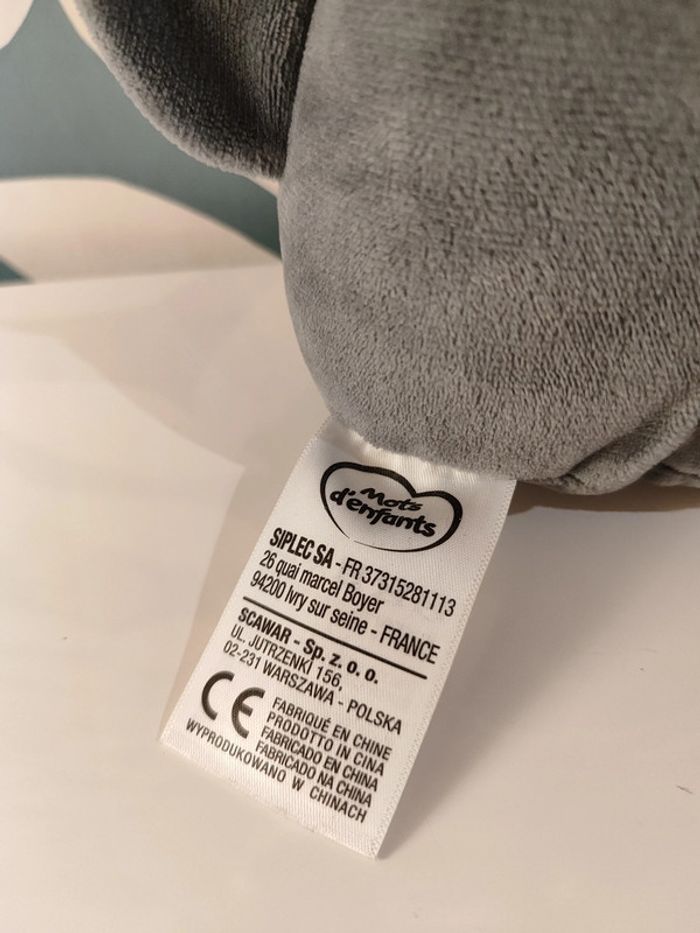 Mots
d'enfants
SIPLEC SA - FR 37315281113
26 quai marcel Boyer
94200 Ivry sur seine - FRANCE
SCAWAR - Sp. z. o. o.
UL. JUTRZENKI 156,
02-231 WARSZAWA - POLSKA
CE
FABRIQUÉ EN CHINE
PRODOTTO IN CINA
FABRICADO EN CHINA
FABRICADO NA CHINA
WYPRODUKOWANO W CHINACH